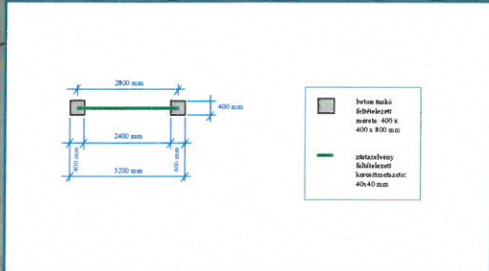 2800 mm
400 mm
2400 mm
400 mm
400 mm
3200 mm
beton tuskó
feltételezett
mérete: 400 x
400 x 800 mm
zártszelvény
feltételezett
keresztmetszete:
40x40 mm